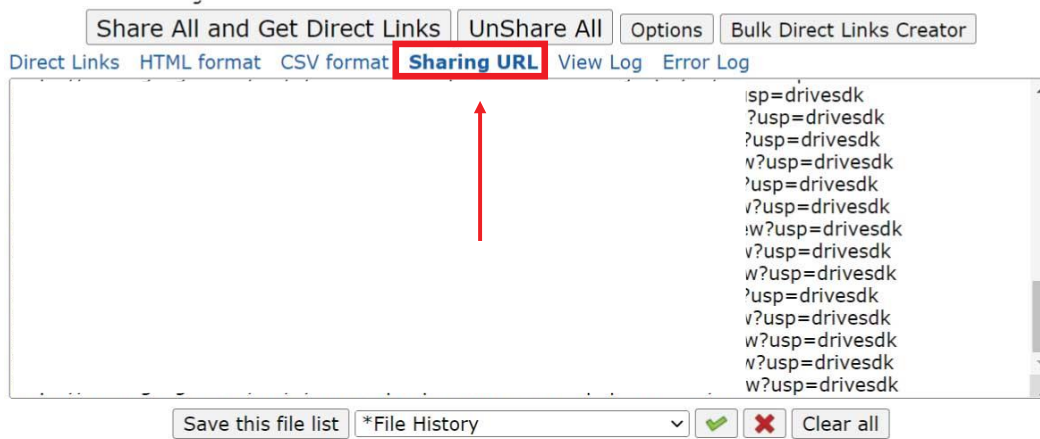 Share All and Get Direct Links UnShare All Options Bulk Direct Links Creator
Direct Links HTML format CSV format Sharing URL View Log Error Log
usp=drivesdk
?usp=drivesdk
?usp=drivesdk
w?usp=drivesdk
?usp=drivesdk
w?usp=drivesdk
ew?usp=drivesdk
w?usp=drivesdk
w?usp=drivesdk
?usp=drivesdk
w?usp=drivesdk
w?usp=drivesdk
w?usp=drivesdk
w?usp=drivesdk
Save this file list *File History Clear all